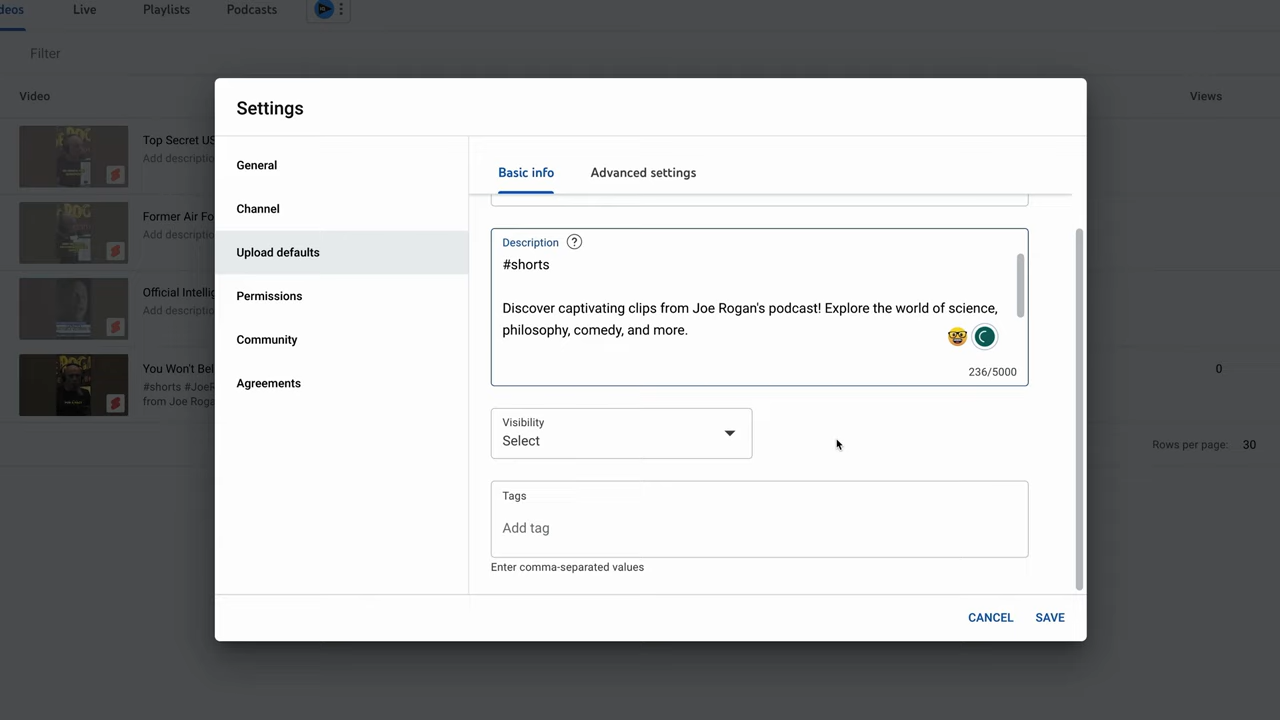 deos
Live
Playlists
Podcasts
Filter
Video
Views
Settings
General
Channel
Upload defaults
Permissions
Community
Agreements
Basic info
Advanced settings
Description
#shorts
Discover captivating clips from Joe Rogan's podcast! Explore the world of science,
philosophy, comedy, and more.
236/5000
Visibility
Select
Tags
Add tag
Enter comma-separated values
CANCEL
SAVE
Top Secret US
Add descriptio
Former Air Fo
Add descriptio
Official Intellig
Add descriptio
You Won't Bel
#shorts #JoeR
from Joe Roga
0
Rows per page: 30